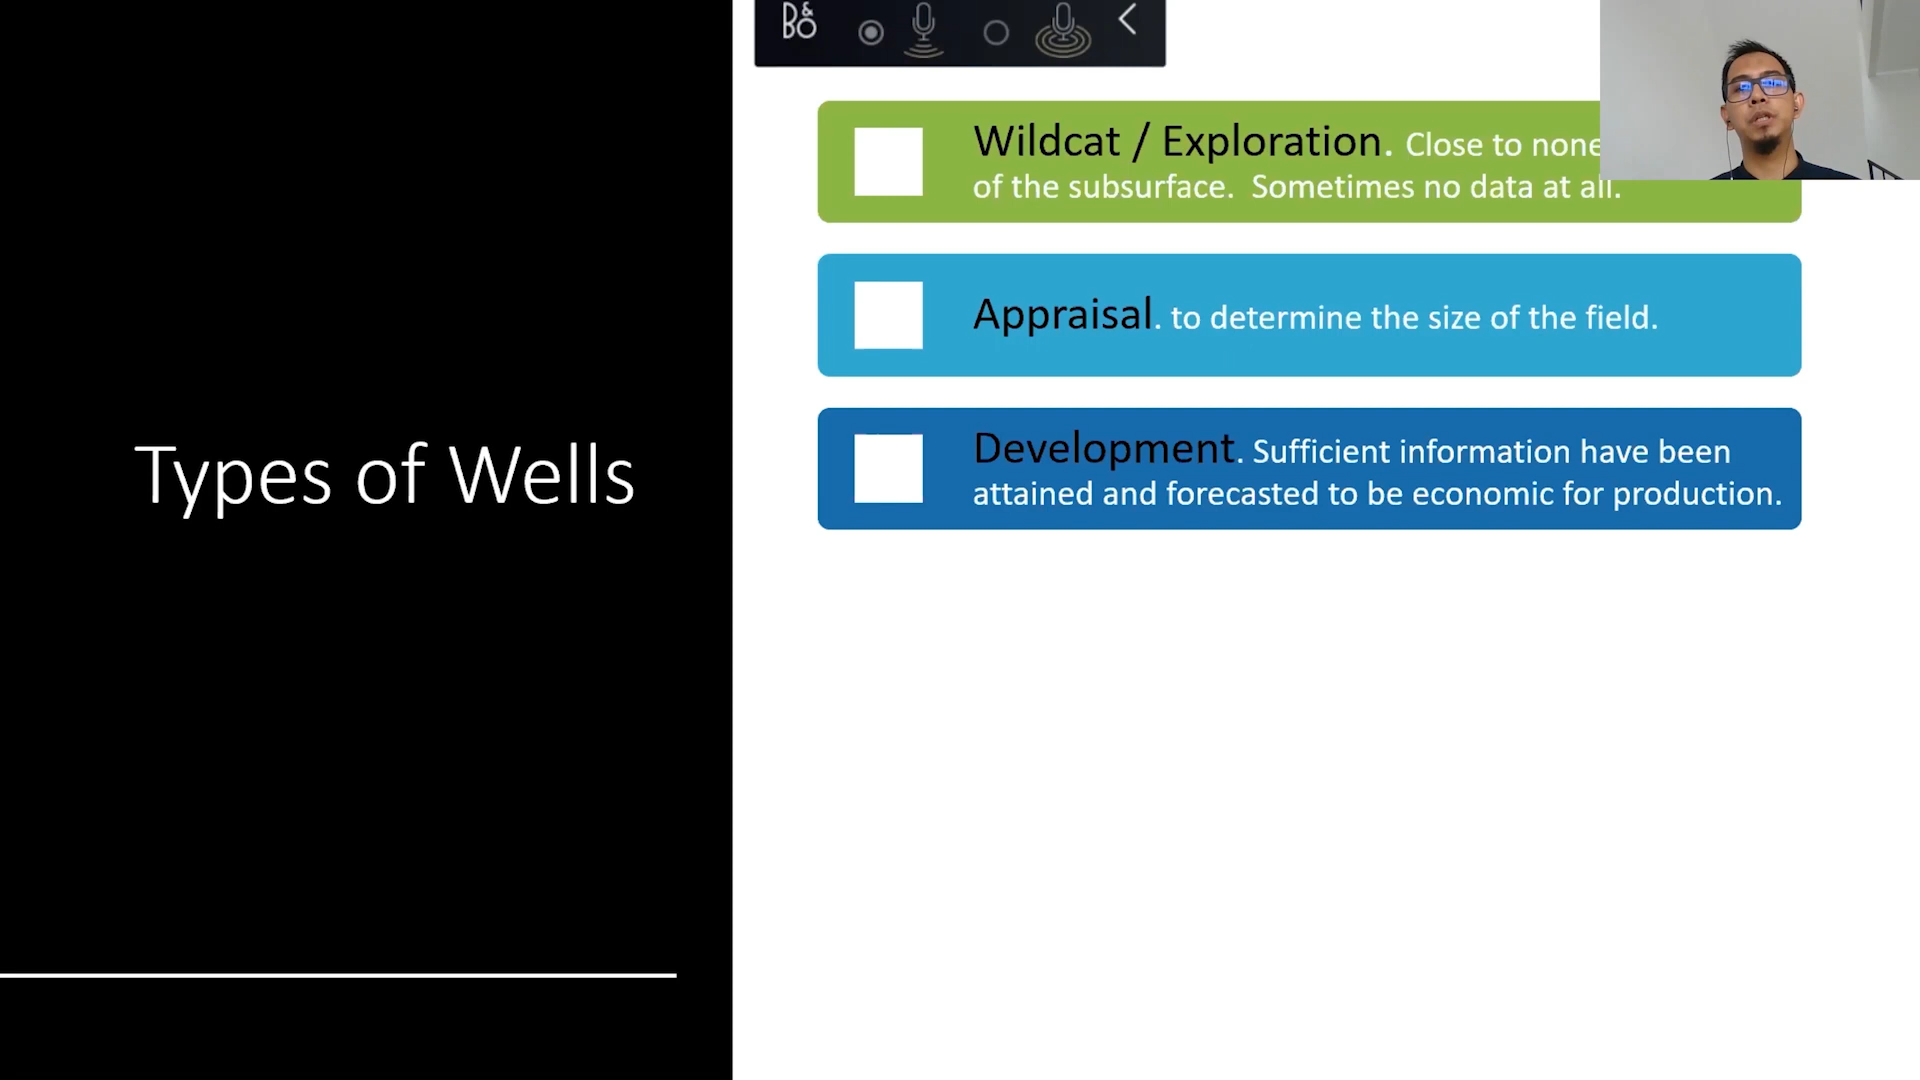 B&O
Types of Wells
Wildcat / Exploration. Close to none
of the subsurface. Sometimes no data at all.
Appraisal. to determine the size of the field.
Development. Sufficient information have been
attained and forecasted to be economic for production.